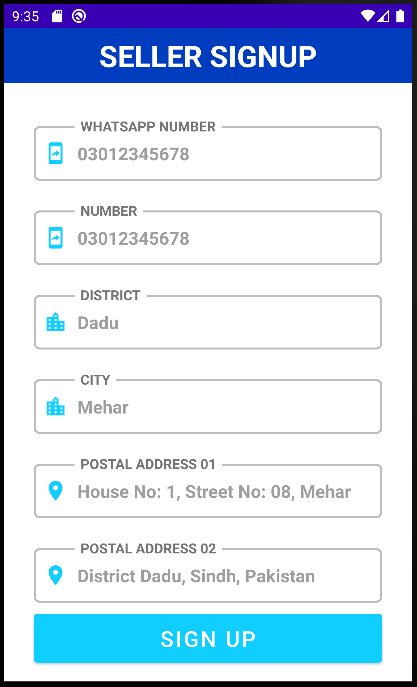 9:35
SELLER SIGNUP
WHATSAPP NUMBER
03012345678
NUMBER
03012345678
DISTRICT
Dadu
CITY
Mehar
POSTAL ADDRESS 01
House No: 1, Street No: 08, Mehar
POSTAL ADDRESS 02
District Dadu, Sindh, Pakistan
SIGN UP